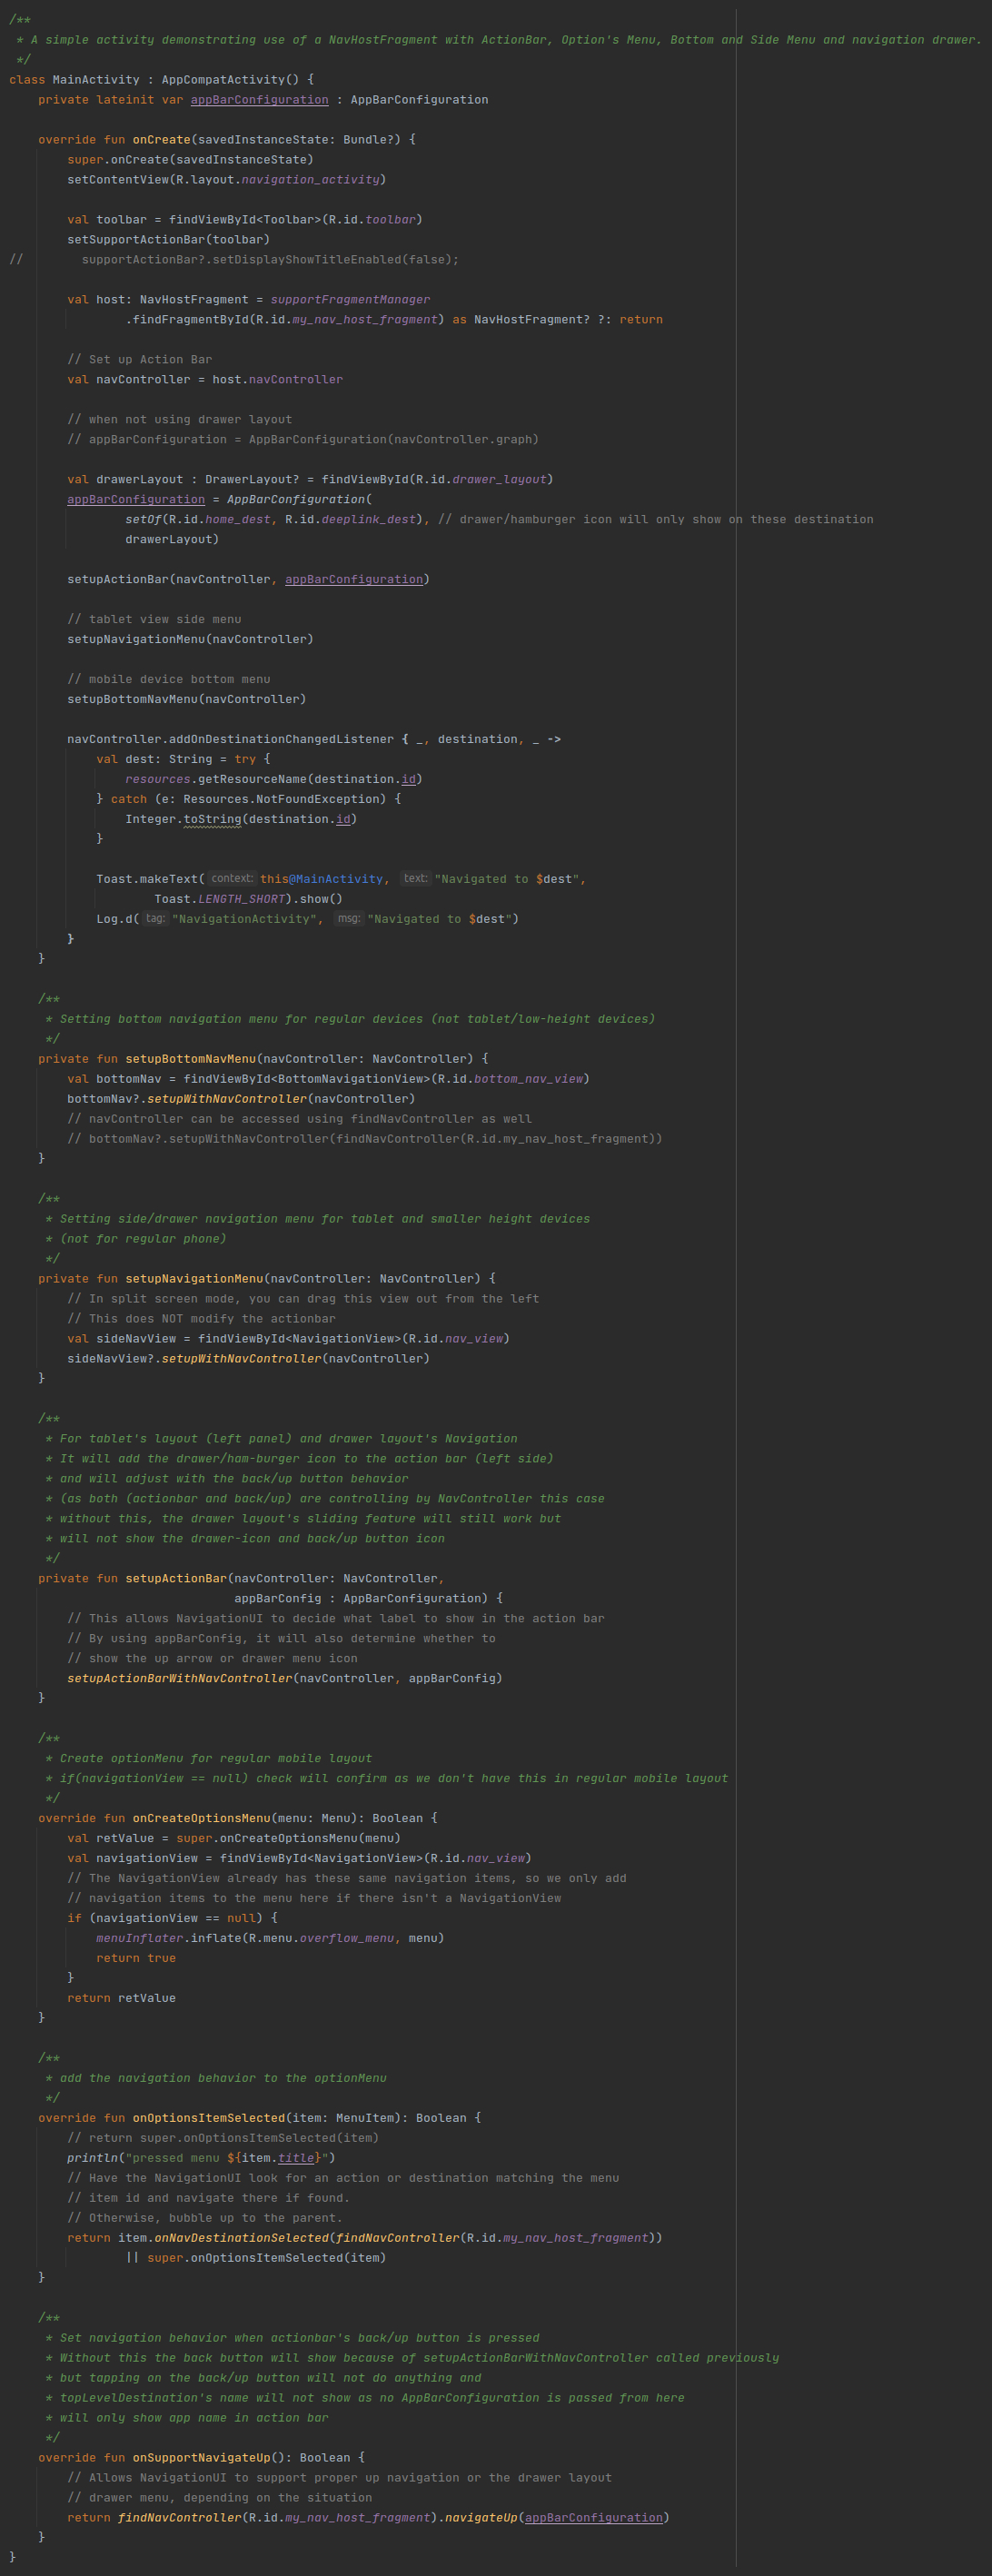 /**
 * A simple activity demonstrating use of a NavHostFragment with ActionBar, Option's Menu, Bottom and Side Menu and navigation drawer.
 */
class MainActivity : AppCompatActivity() {
    private lateinit var appBarConfiguration : AppBarConfiguration

    override fun onCreate(savedInstanceState: Bundle?) {
        super.onCreate(savedInstanceState)
        setContentView(R.layout.navigation_activity)

        val toolbar = findViewById<Toolbar>(R.id.toolbar)
        setSupportActionBar(toolbar)
//        supportActionBar?.setDisplayShowTitleEnabled(false);

        val host: NavHostFragment = supportFragmentManager
                .findFragmentById(R.id.my_nav_host_fragment) as NavHostFragment? ?: return

        // Set up Action Bar
        val navController = host.navController

        // when not using drawer layout
        // appBarConfiguration = AppBarConfiguration(navController.graph)

        val drawerLayout : DrawerLayout? = findViewById(R.id.drawer_layout)
        appBarConfiguration = AppBarConfiguration(
                setOf(R.id.home_dest, R.id.deeplink_dest), // drawer/hamburger icon will only show on these destination
                drawerLayout)

        setupActionBar(navController, appBarConfiguration)

        // tablet view side menu
        setupNavigationMenu(navController)

        // mobile device bottom menu
        setupBottomNavMenu(navController)

        navController.addOnDestinationChangedListener { _, destination, _ ->
            val dest: String = try {
                resources.getResourceName(destination.id)
            } catch (e: Resources.NotFoundException) {
                Integer.toString(destination.id)
            }

            Toast.makeText( context: this@MainActivity, text: "Navigated to $dest",
                    Toast.LENGTH_SHORT).show()
            Log.d( tag: "NavigationActivity", msg: "Navigated to $dest")
        }
    }

    /**
     * Setting bottom navigation menu for regular devices (not tablet/low-height devices)
     */
    private fun setupBottomNavMenu(navController: NavController) {
        val bottomNav = findViewById<BottomNavigationView>(R.id.bottom_nav_view)
        bottomNav?.setupWithNavController(navController)
        // navController can be accessed using findNavController as well
        // bottomNav?.setupWithNavController(findNavController(R.id.my_nav_host_fragment))
    }

    /**
     * Setting side/drawer navigation menu for tablet and smaller height devices
     * (not for regular phone)
     */
    private fun setupNavigationMenu(navController: NavController) {
        // In split screen mode, you can drag this view out from the left
        // This does NOT modify the actionbar
        val sideNavView = findViewById<NavigationView>(R.id.nav_view)
        sideNavView?.setupWithNavController(navController)
    }

    /**
     * For tablet's layout (left panel) and drawer layout's Navigation
     * It will add the drawer/ham-burger icon to the action bar (left side)
     * and will adjust with the back/up button behavior
     * (as both (actionbar and back/up) are controlling by NavController this case
     * without this, the drawer layout's sliding feature will still work but
     * will not show the drawer-icon and back/up button icon
     */
    private fun setupActionBar(navController: NavController,
                               appBarConfig : AppBarConfiguration) {
        // This allows NavigationUI to decide what label to show in the action bar
        // By using appBarConfig, it will also determine whether to
        // show the up arrow or drawer menu icon
        setupActionBarWithNavController(navController, appBarConfig)
    }

    /**
     * Create optionMenu for regular mobile layout
     * if(navigationView == null) check will confirm as we don't have this in regular mobile layout
     */
    override fun onCreateOptionsMenu(menu: Menu): Boolean {
        val retValue = super.onCreateOptionsMenu(menu)
        val navigationView = findViewById<NavigationView>(R.id.nav_view)
        // The NavigationView already has these same navigation items, so we only add
        // navigation items to the menu here if there isn't a NavigationView
        if (navigationView == null) {
            menuInflater.inflate(R.menu.overflow_menu, menu)
            return true
        }
        return retValue
    }

    /**
     * add the navigation behavior to the optionMenu
     */
    override fun onOptionsItemSelected(item: MenuItem): Boolean {
        // return super.onOptionsItemSelected(item)
        println("pressed menu ${item.title}")
        // Have the NavigationUI look for an action or destination matching the menu
        // item id and navigate there if found.
        // Otherwise, bubble up to the parent.
        return item.onNavDestinationSelected(findNavController(R.id.my_nav_host_fragment))
                || super.onOptionsItemSelected(item)
    }

    /**
     * Set navigation behavior when actionbar's back/up button is pressed
     * Without this the back button will show because of setupActionBarWithNavController called previously
     * but tapping on the back/up button will not do anything and
     * topLevelDestination's name will not show as no AppBarConfiguration is passed from here
     * will only show app name in action bar
     */
    override fun onSupportNavigateUp(): Boolean {
        // Allows NavigationUI to support proper up navigation or the drawer layout
        // drawer menu, depending on the situation
        return findNavController(R.id.my_nav_host_fragment).navigateUp(appBarConfiguration)
    }
}